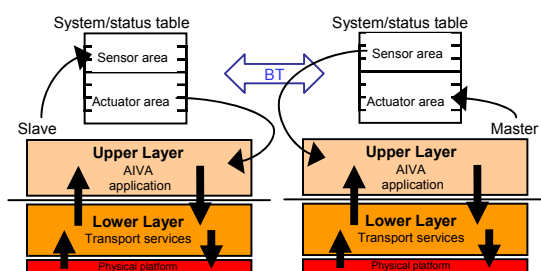 System/status table
Sensor area
Actuator area
Slave
Upper Layer
AIVA
application
Lower Layer
Transport services
Physical platform
BT
System/status table
Sensor area
Actuator area
Master
Upper Layer
AIVA
application
Lower Layer
Transport services
Physical platform